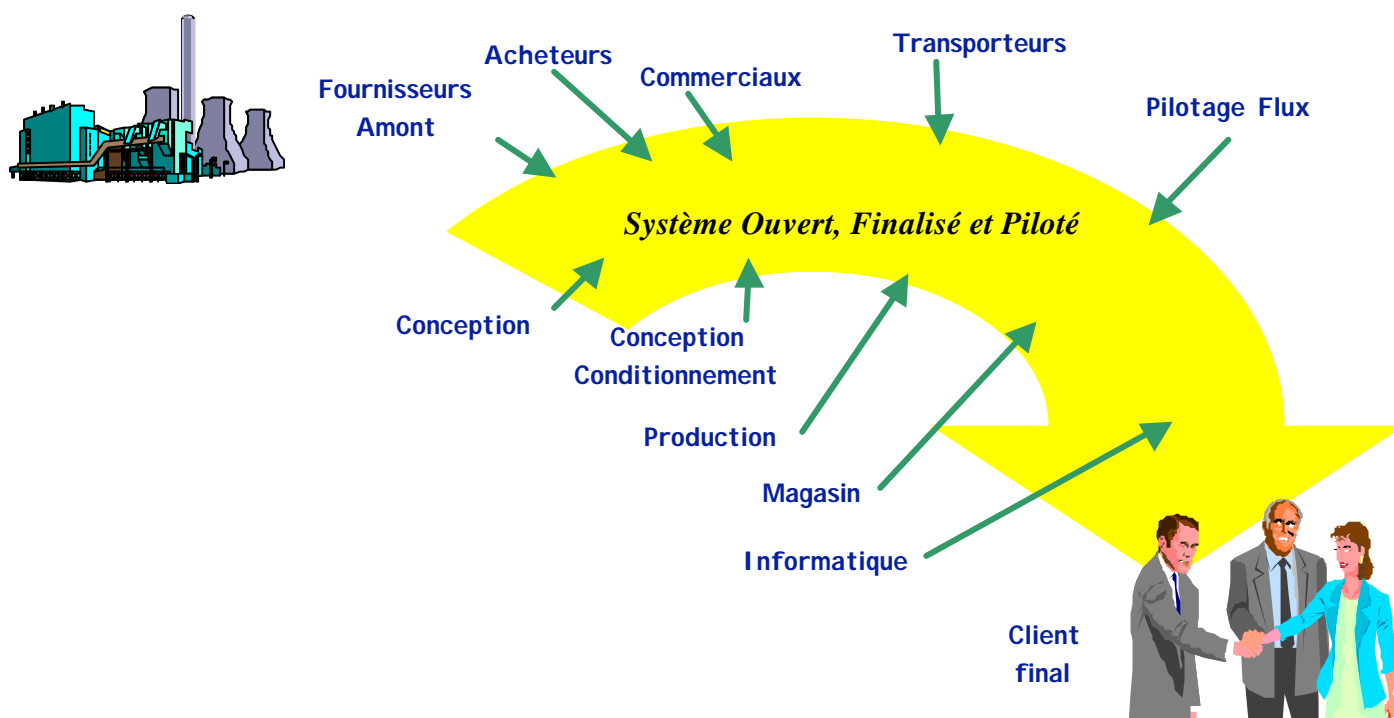 Transporteurs
Acheteurs
Commerciaux
Fournisseurs
Amont
Pilotage Flux
Système Ouvert, Finalisé et Piloté
Conception
Conception
Conditionnement
Production
Magasin
Informatique
Client
final